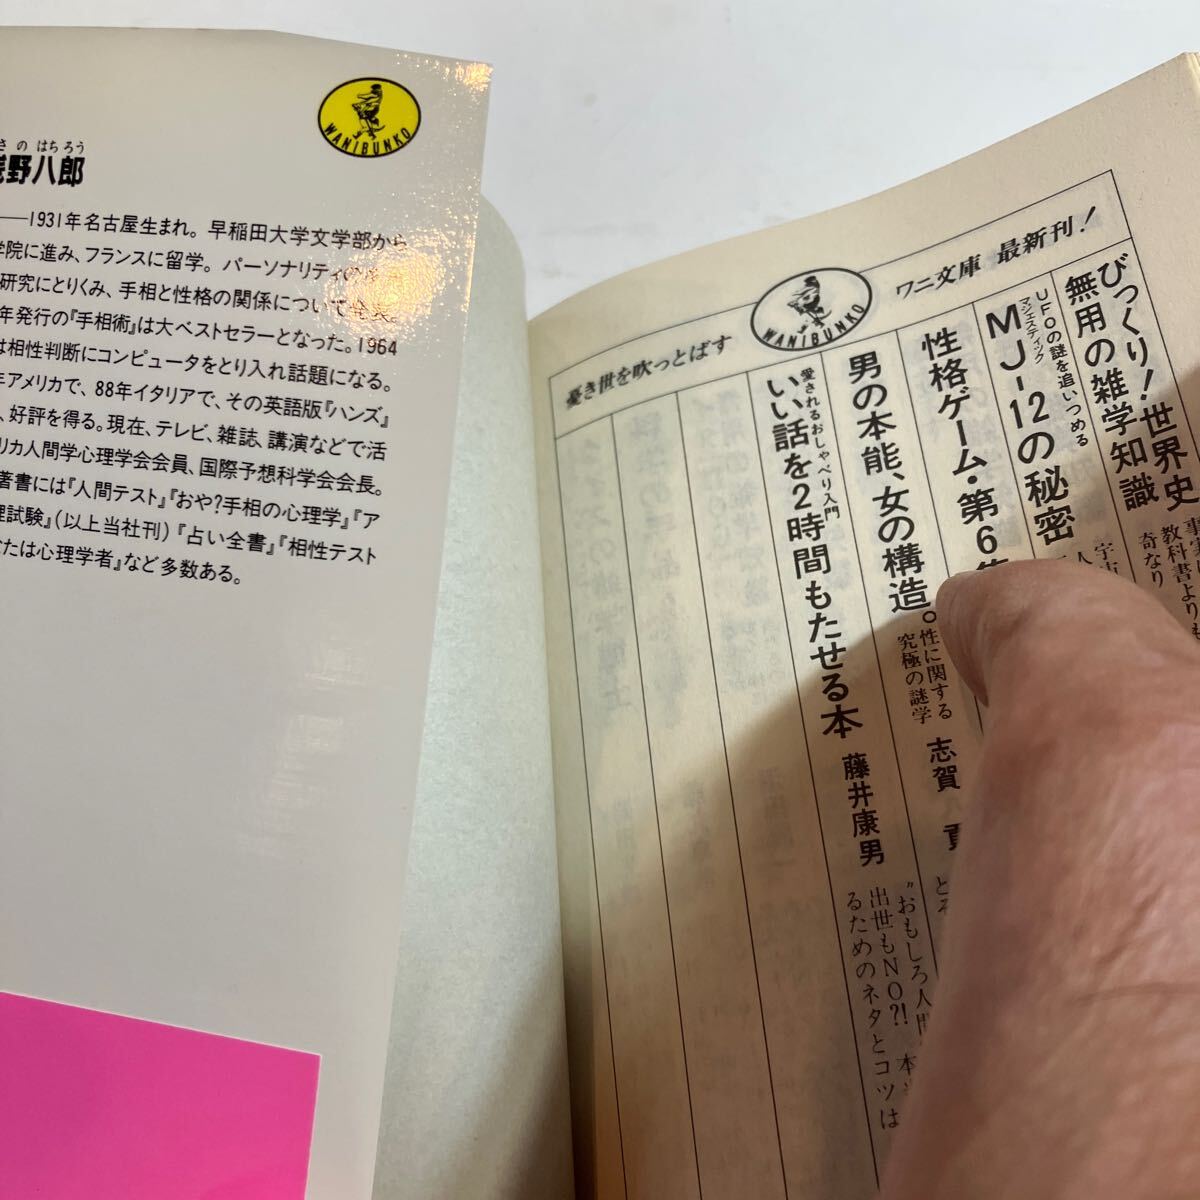 WANIBUNKO
さの はちろう
浅野八郎
——1931年名古屋生まれ。早稲田大学文学部から
学院に進み、フランスに留学。パーソナリティの
研究にとりくみ、手相と性格の関係について
年発行の『手相術』は大ベストセラーとなった。1964
は相性判断にコンピュータをとり入れ話題になる。
年アメリカで、88年イタリアで、その英語版『ハンズ』
、好評を得る。現在、テレビ、雑誌、講演などで活
リカ人間学心理学会会員、国際予想科学会会長。
著書には『人間テスト』『おや?手相の心理学』『ア
理試験』(以上当社刊)『占い全書』『相性テスト
なたは心理学者』など多数ある。
憂き世を吹っとばす
WANIBUNKO
ワニ文庫 最新刊!
びっくり!世界史
無用の雑学知識
教科書よりも
奇なり
UFOの謎を追いつめる
マジェスティック
MJ-12の秘密
性格ゲーム・第6
男の本能、女の構造。
性に関する
究極の謎学
志賀 貢
愛されるおしゃべり入門
いい話を2時間もたせる本
藤井康男
"おもしろ人間
出世もNO?!
るためのネタとコツは